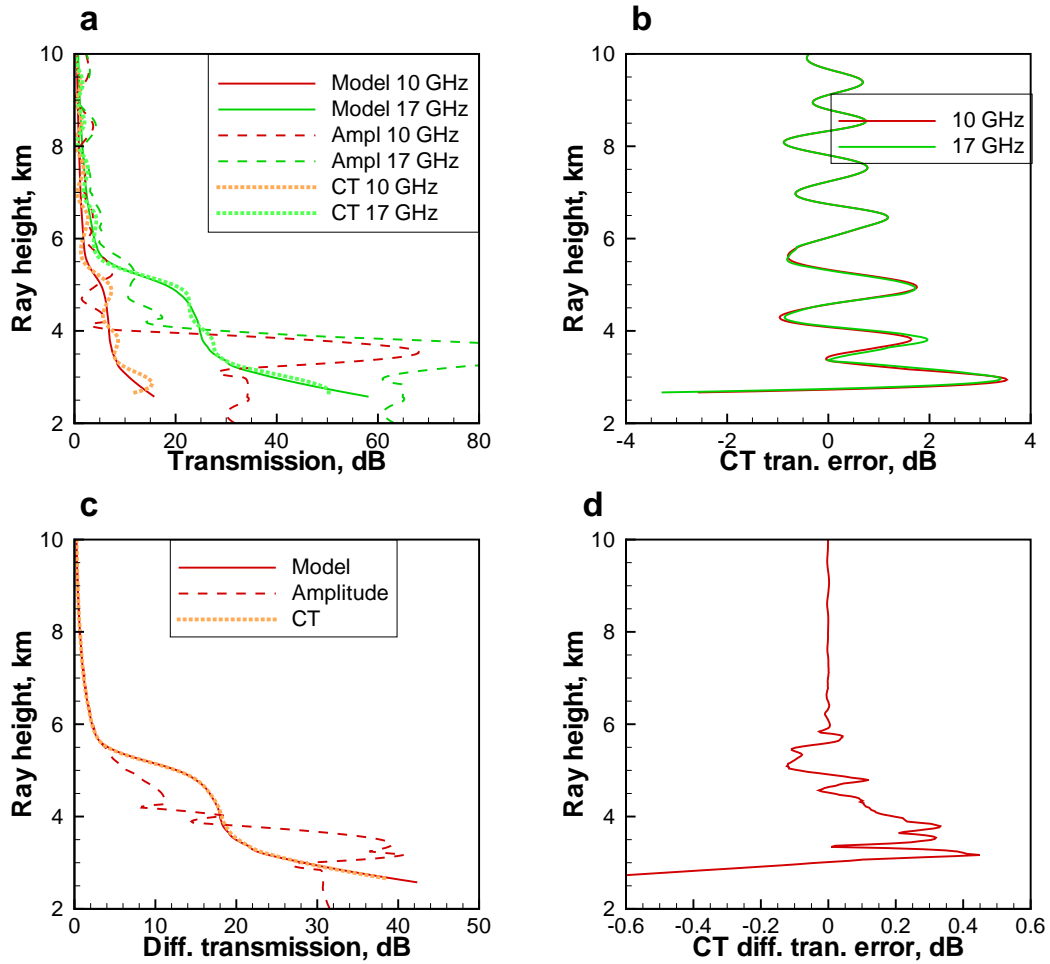 a
10
8
6
4
2
Ray height, km
0
20
40
60
80
Transmission, dB
Model 10 GHz
Model 17 GHz
Ampl 10 GHz
Ampl 17 GHz
CT 10 GHz
CT 17 GHz
b
10
8
6
4
2
Ray height, km
-4
-2
0
2
4
CT tran. error, dB
10 GHz
17 GHz
c
10
8
6
4
2
Ray height, km
0
10
20
30
40
50
Diff. transmission, dB
Model
Amplitude
CT
d
10
8
6
4
2
Ray height, km
-0.6
-0.4
-0.2
0
0.2
0.4
0.6
CT diff. tran. error, dB